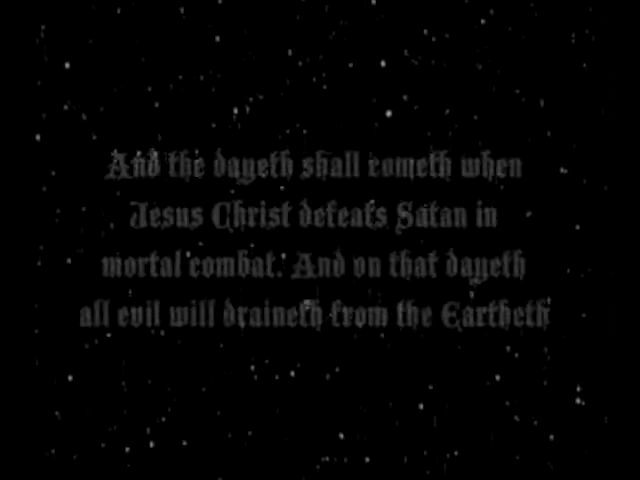 And the dayeth shall cometh when
Jesus Christ defeats Satan in
mortal combat. And on that dayeth
all evil will draineth from the Eartheth